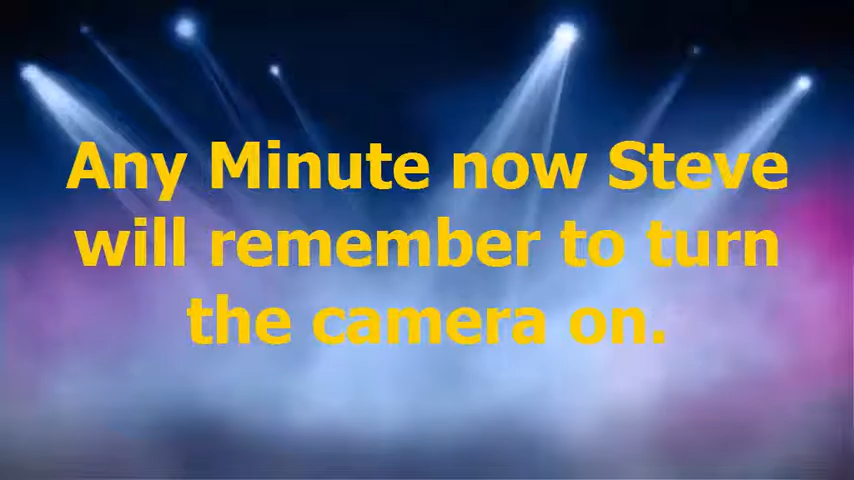 Any Minute now Steve
will remember to turn
the camera on.